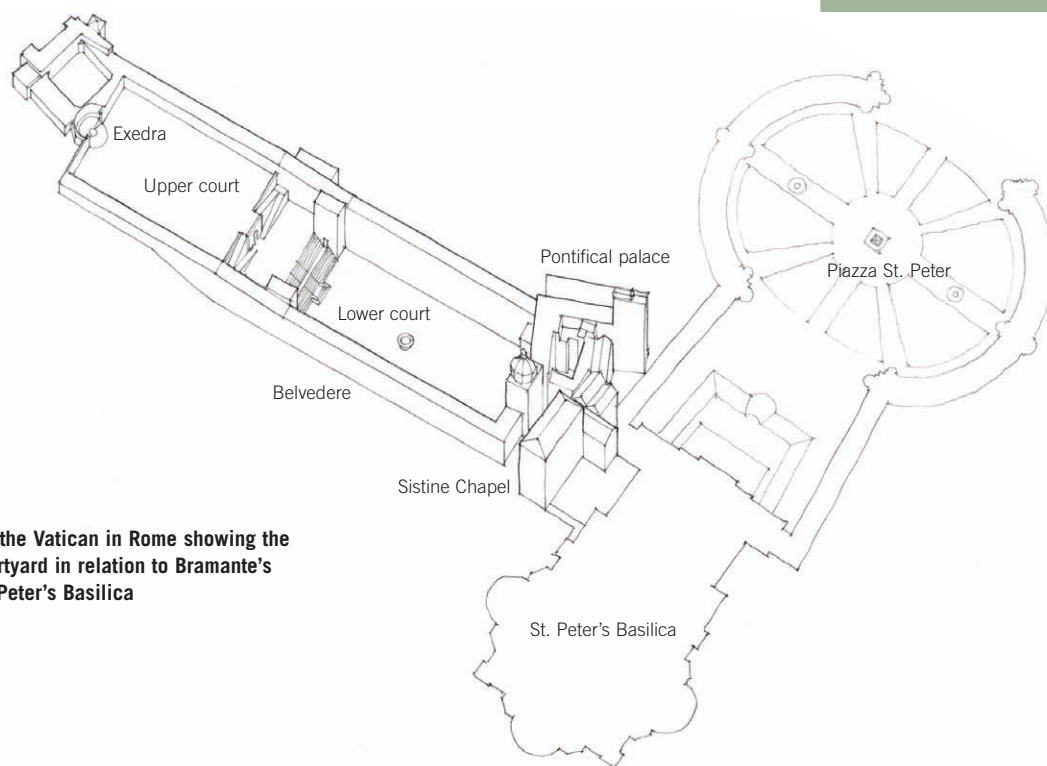 Exedra
Upper court
Pontifical palace
Piazza St. Peter
Lower court
Belvedere
Sistine Chapel
the Vatican in Rome showing the
rtyard in relation to Bramante's
Peter's Basilica
St. Peter's Basilica